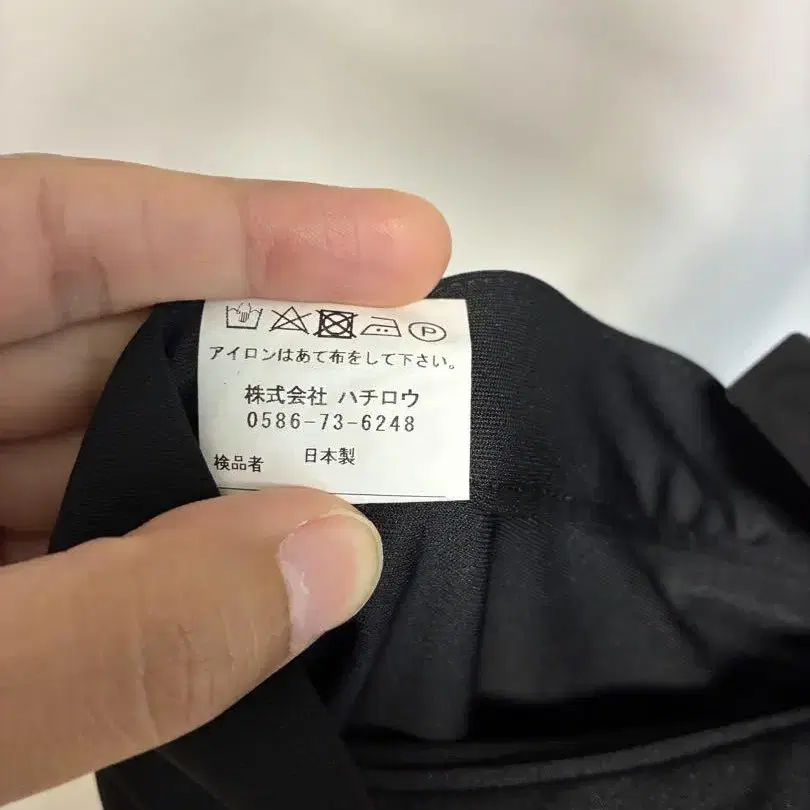 P
アイロンはあて布をして下さい。
株式会社 ハチロウ
0586-73-6248
検品者 日本製